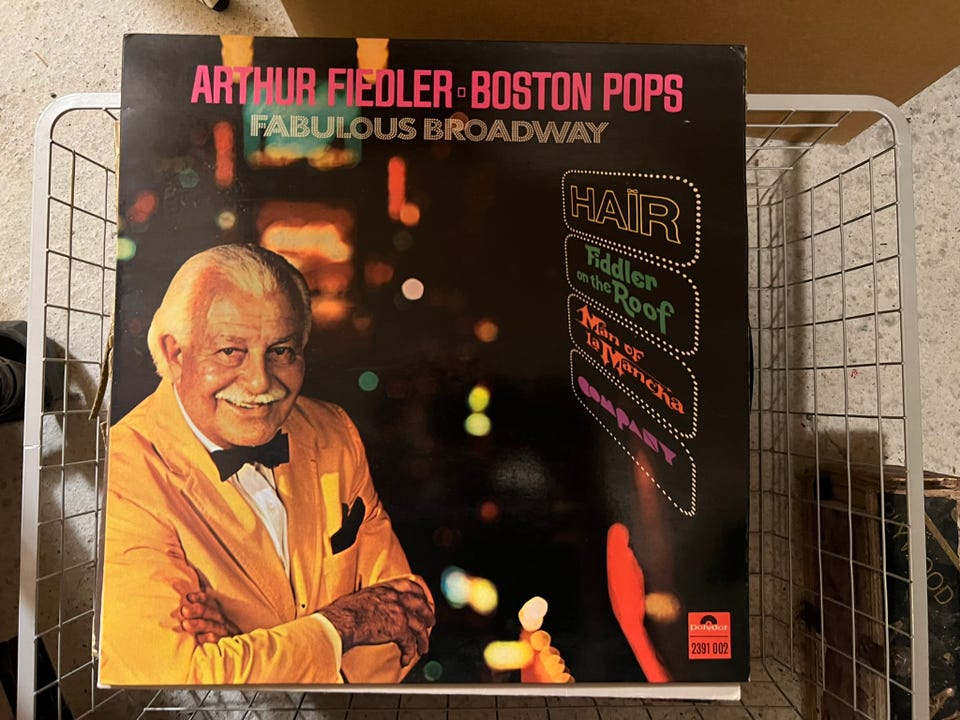 ARTHUR FIEDLER▫BOSTON POPS
FABULOUS BROADWAY
HAÏR
Fiddler
on the Roof
Man of
la Mancha
COMPANY
polydor
2391 002